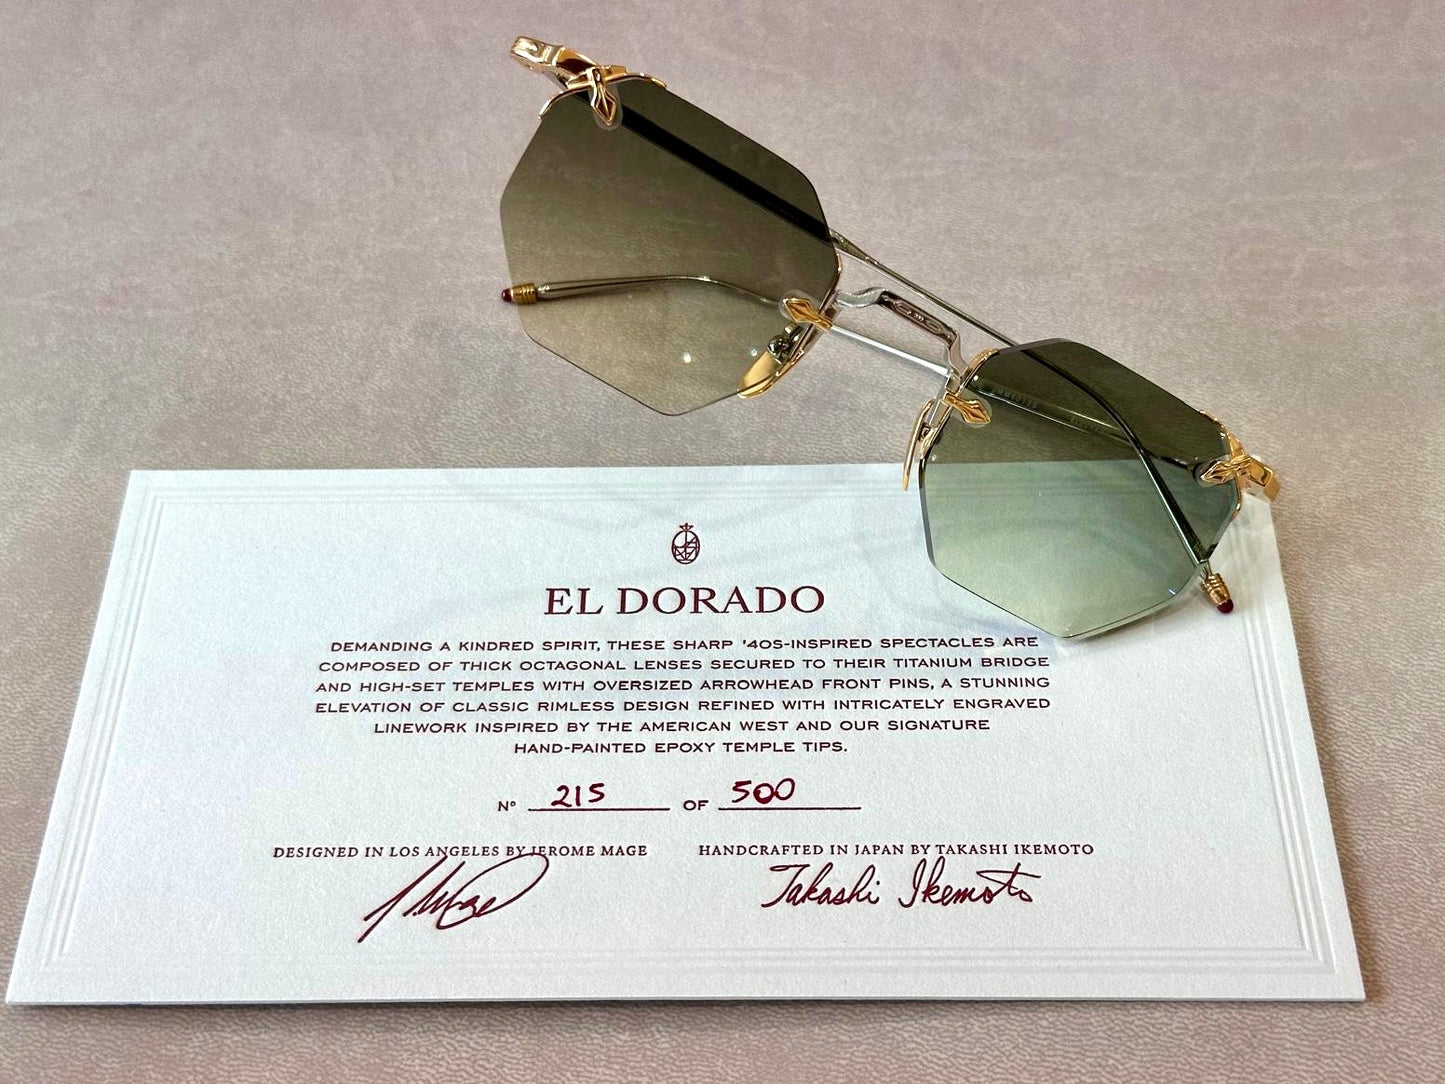 EL DORADO
DEMANDING A KINDRED SPIRIT, THESE SHARP '40S-INSPIRED SPECTACLES ARE
COMPOSED OF THICK OCTAGONAL LENSES SECURED TO THEIR TITANIUM BRIDGE
AND HIGH-SET TEMPLES WITH OVERSIZED ARROWHEAD FRONT PINS, A STUNNING
ELEVATION OF CLASSIC RIMLESS DESIGN REFINED WITH INTRICATELY ENGRAVED
LINEWORK INSPIRED BY THE AMERICAN WEST AND OUR SIGNATURE
HAND-PAINTED EPOXY TEMPLE TIPS.
Nº 215 OF 500
DESIGNED IN LOS ANGELES BY JEROME MAGE
HANDCRAFTED IN JAPAN BY TAKASHI IKEMOTO
Takashi Ikemoto